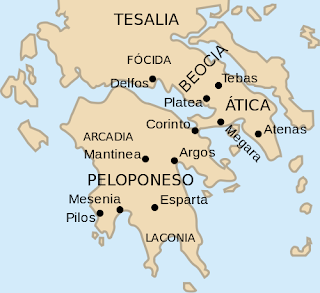 TESALIA
FÓCIDA
BEOCIA
Delfos
Tebas
Platea
ÁTICA
Corinto
Megara
Atenas
ARCADIA
Mantinea
Argos
PELOPONESO
Mesenia
Esparta
Pilos
LACONIA